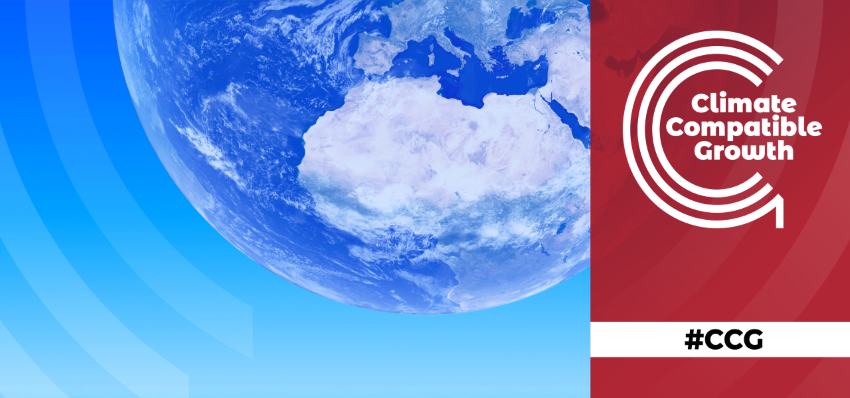 Climate
Compatible
Growth
#CCG